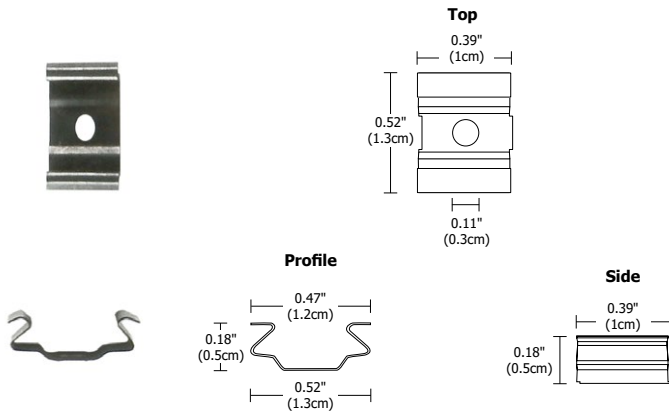 Top
0.39"
(1cm)
0.52"
(1.3cm)
0.11"
(0.3cm)
Profile
0.47"
(1.2cm)
0.18"
(0.5cm)
0.52"
(1.3cm)
Side
0.39"
(1cm)
0.18"
(0.5cm)